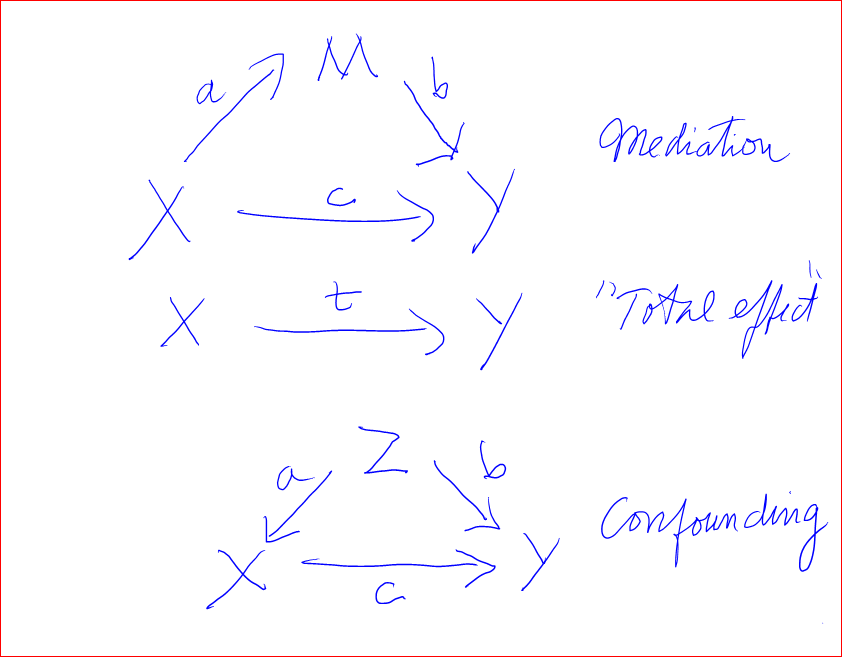 M
a
b
Mediation
X
c
Y
t
X
Y
"Total effect"
Z
a
b
Confounding
X
c
Y